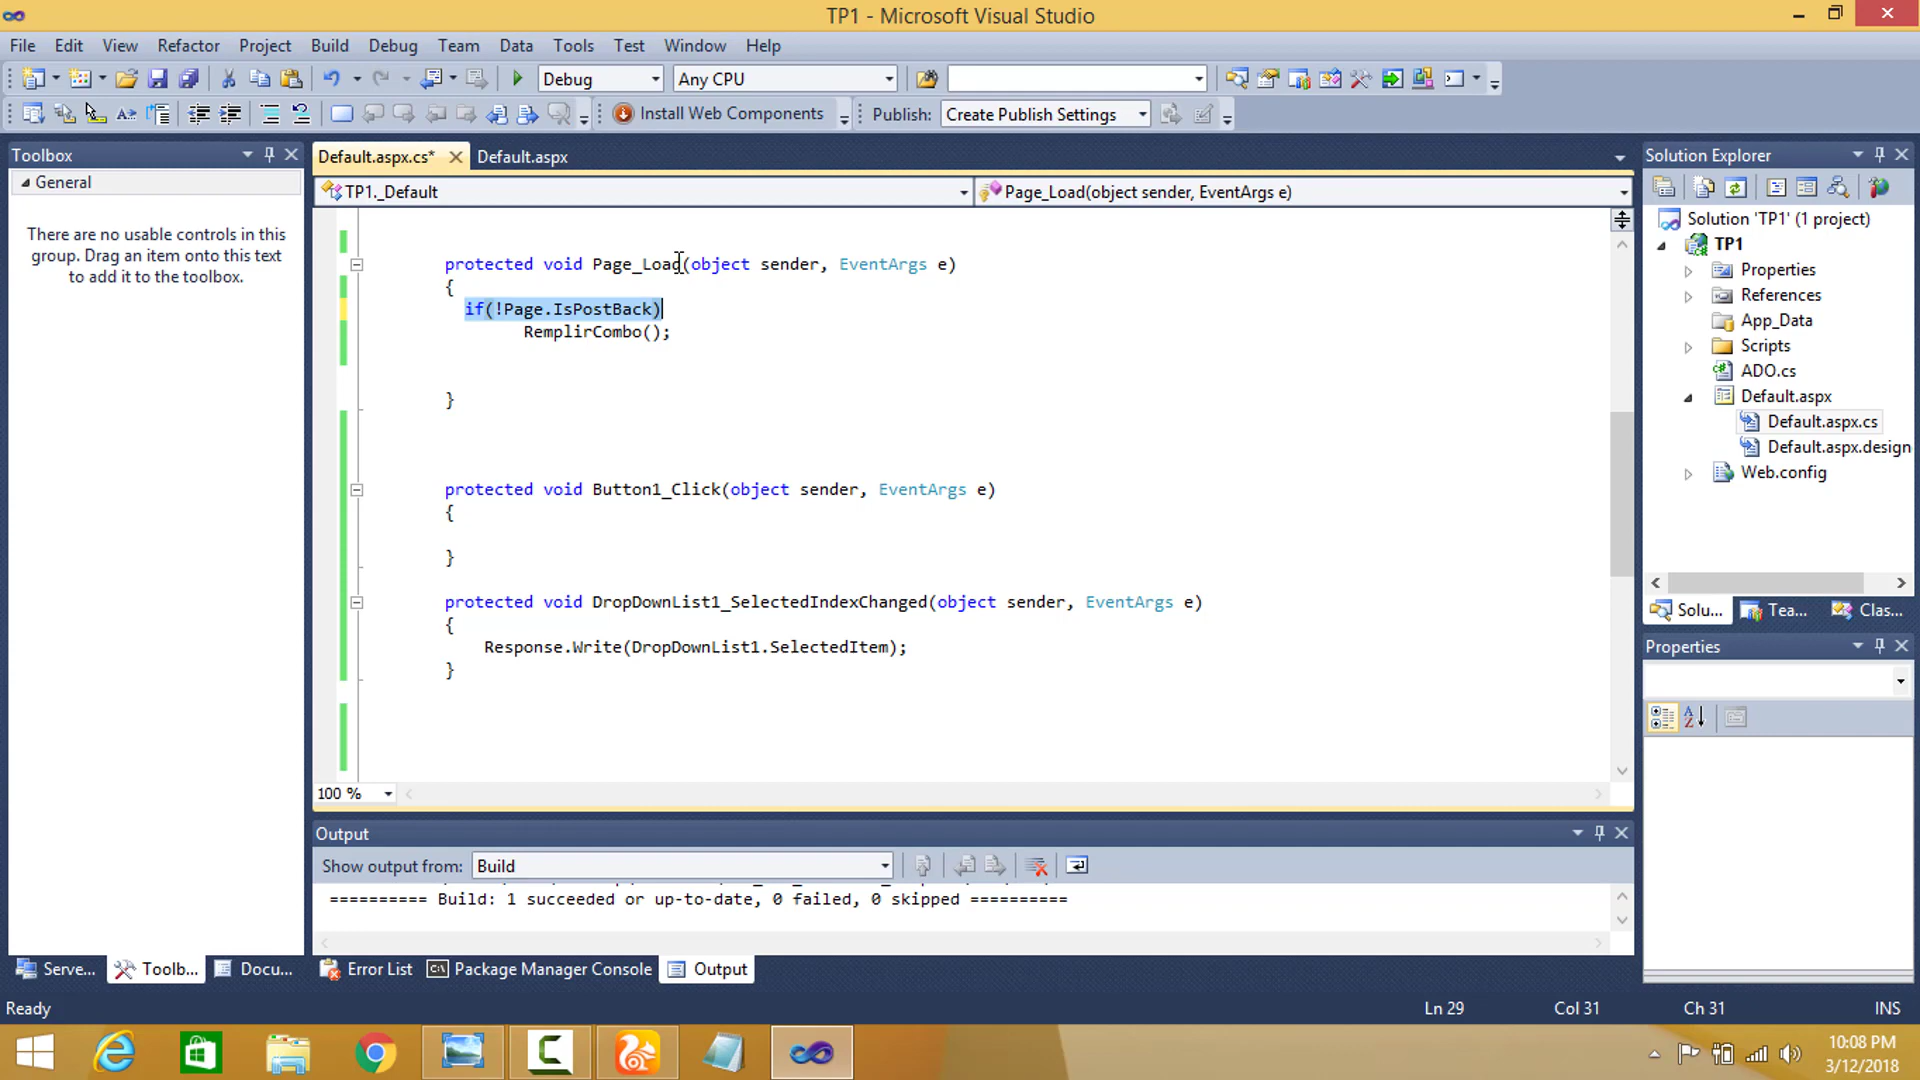 TP1 - Microsoft Visual Studio
File Edit View Refactor Project Build Debug Team Data Tools Test Window Help
Debug Any CPU
Install Web Components Publish: Create Publish Settings
Toolbox
General
There are no usable controls in this
group. Drag an item onto this text
to add it to the toolbox.
Default.aspx.cs* Default.aspx
TP1._Default Page_Load(object sender, EventArgs e)
protected void Page_Load(object sender, EventArgs e)
{
if(!Page.IsPostBack)
RemplirCombo();
}
protected void Button1_Click(object sender, EventArgs e)
{
}
protected void DropDownList1_SelectedIndexChanged(object sender, EventArgs e)
{
Response.Write(DropDownList1.SelectedItem);
}
100 %
Output
Show output from: Build
========== Build: 1 succeeded or up-to-date, 0 failed, 0 skipped ==========
Solution Explorer
Solution 'TP1' (1 project)
TP1
Properties
References
App_Data
Scripts
ADO.cs
Default.aspx
Default.aspx.cs
Default.aspx.design
Web.config
Solu... Tea... Clas...
Properties
Serve... Toolb... Docu... Error List Package Manager Console Output
Ready Ln 29 Col 31 Ch 31 INS
10:08 PM
3/12/2018